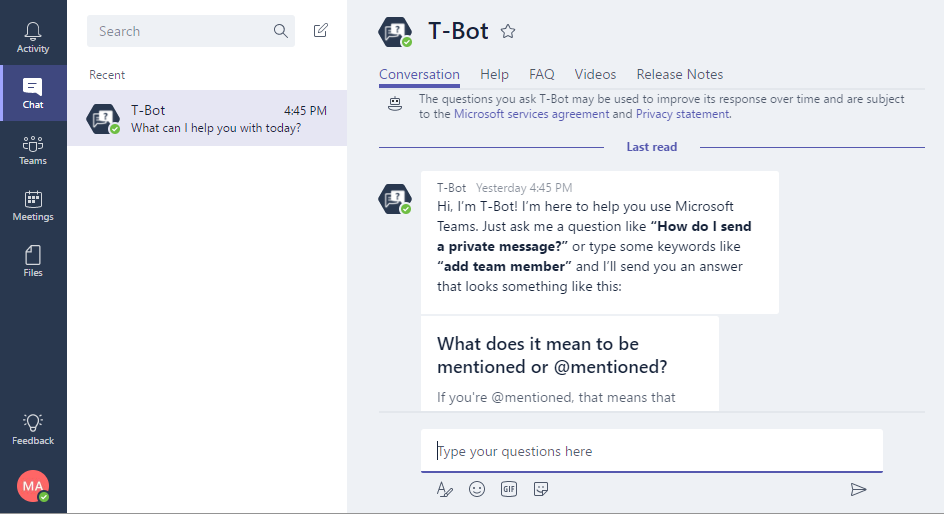 Activity
Chat
Teams
Meetings
Files
Feedback
MA
Search
Recent
T-Bot 4:45 PM
What can I help you with today?
T-Bot
Conversation Help FAQ Videos Release Notes
The questions you ask T-Bot may be used to improve its response over time and are subject
to the Microsoft services agreement and Privacy statement.
Last read
T-Bot Yesterday 4:45 PM
Hi, I’m T-Bot! I’m here to help you use Microsoft
Teams. Just ask me a question like “How do I send
a private message?” or type some keywords like
“add team member” and I’ll send you an answer
that looks something like this:
What does it mean to be
mentioned or @mentioned?
If you're @mentioned, that means that
Type your questions here
GIF